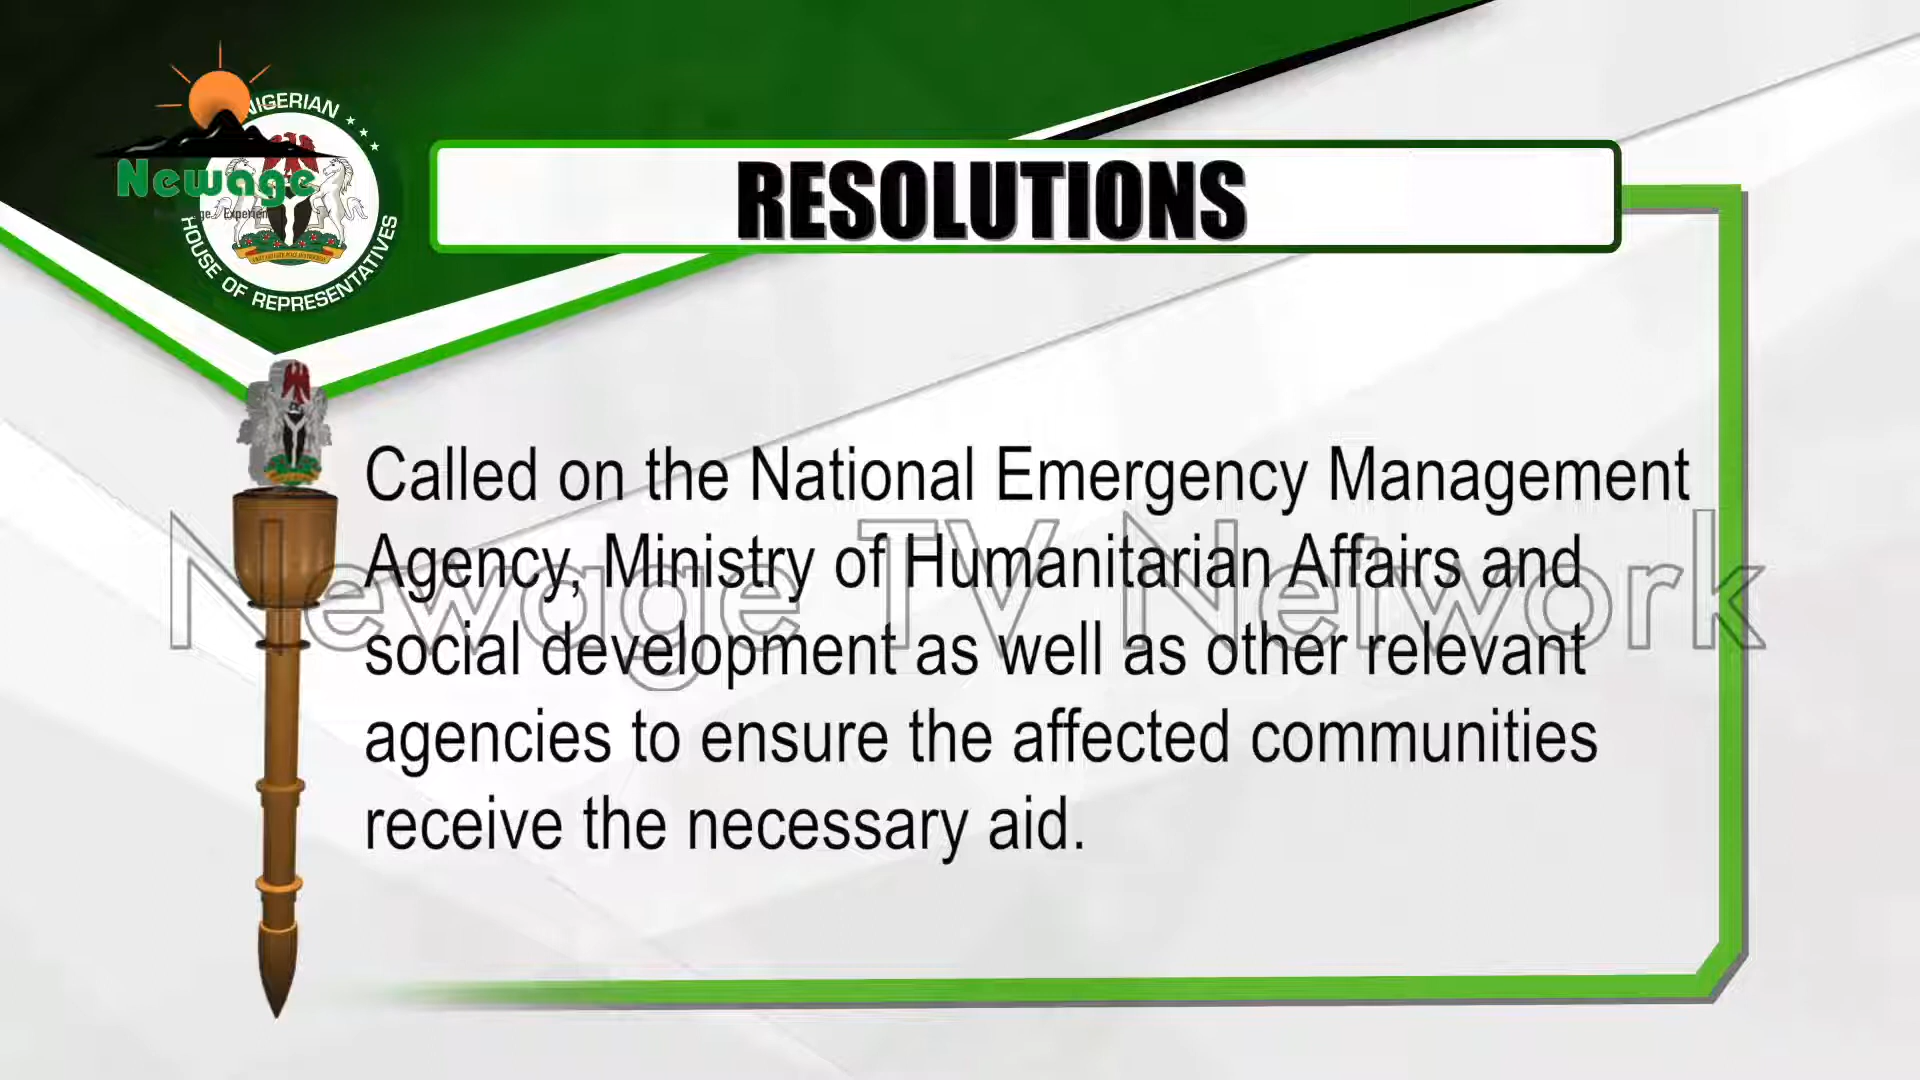 NIGERIAN
HOUSE OF REPRESENTATIVES
Newage
RESOLUTIONS
Called on the National Emergency Management
Agency, Ministry of Humanitarian Affairs and
social development as well as other relevant
agencies to ensure the affected communities
receive the necessary aid.
Newage TV Network